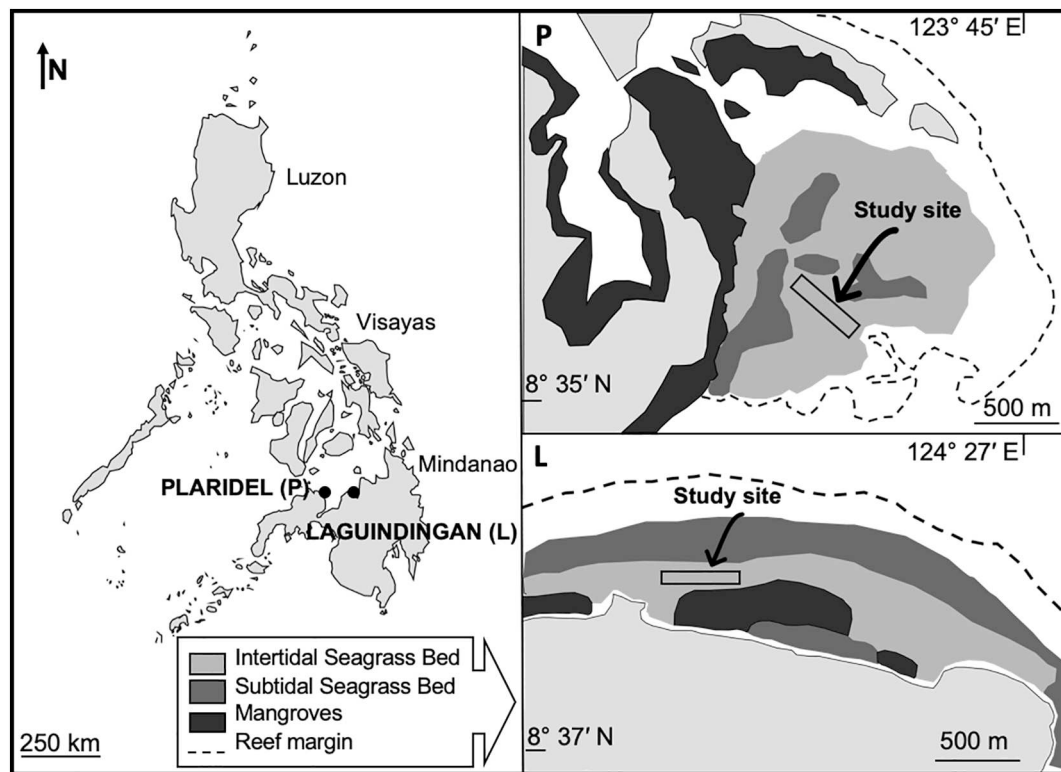 N
Luzon
Visayas
Mindanao
PLARIDEL (P)
LAGUINDINGAN (L)
Intertidal Seagrass Bed
Subtidal Seagrass Bed
Mangroves
Reef margin
250 km
P
123° 45′ E
Study site
8° 35′ N
500 m
L
124° 27′ E
Study site
8° 37′ N
500 m